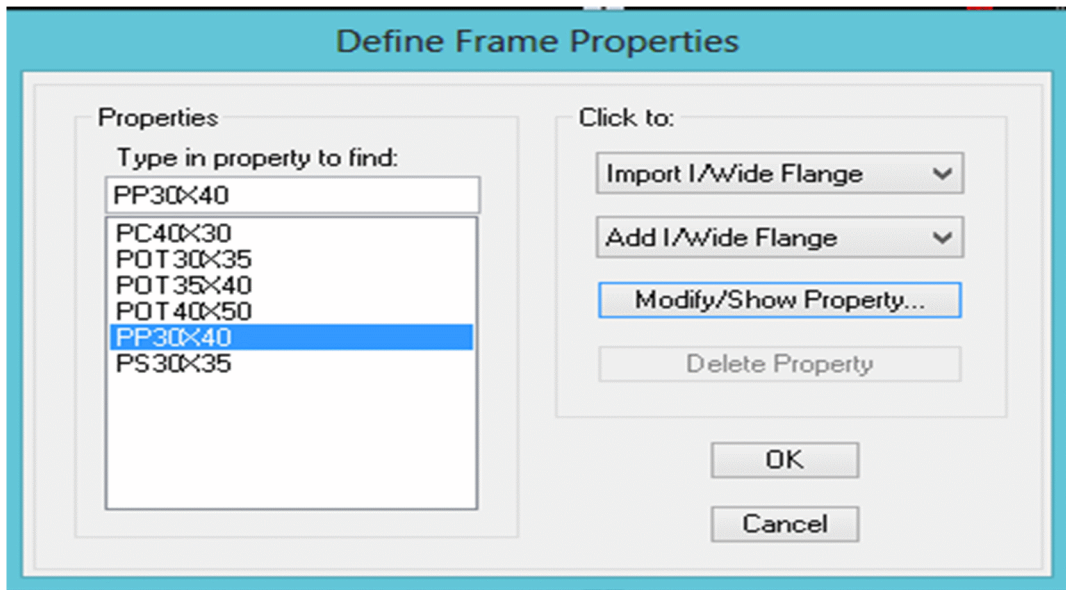 Define Frame Properties
Properties
Type in property to find:
PP30X40
PC40X30
POT30X35
POT35X40
POT40X50
PP30X40
PS30X35
Click to:
Import I/Wide Flange
Add I/Wide Flange
Modify/Show Property...
Delete Property
OK
Cancel